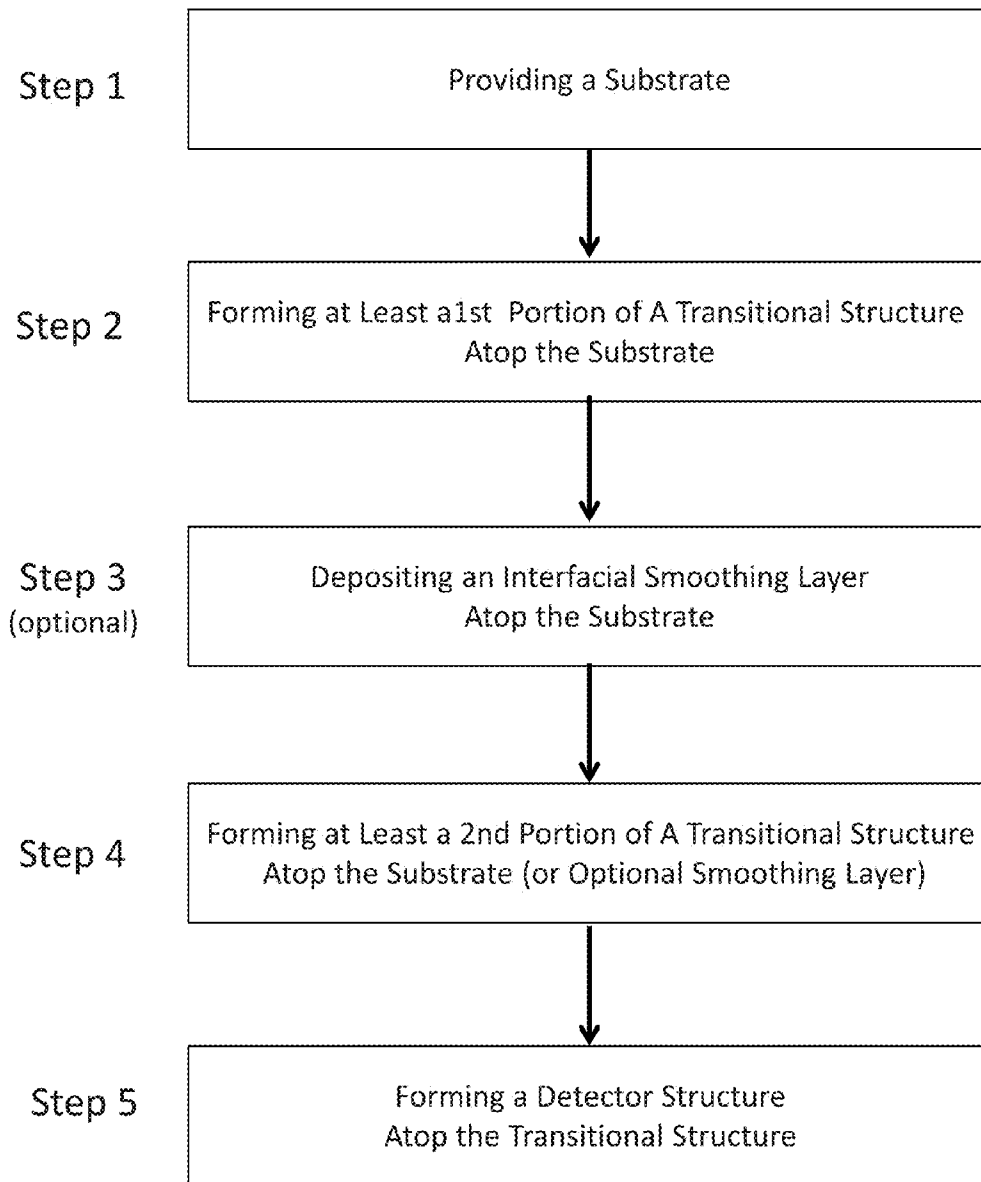 Step 1
Providing a Substrate
Step 2
Forming at Least a1st Portion of A Transitional Structure
Atop the Substrate
Step 3
(optional)
Depositing an Interfacial Smoothing Layer
Atop the Substrate
Step 4
Forming at Least a 2nd Portion of A Transitional Structure
Atop the Substrate (or Optional Smoothing Layer)
Step 5
Forming a Detector Structure
Atop the Transitional Structure